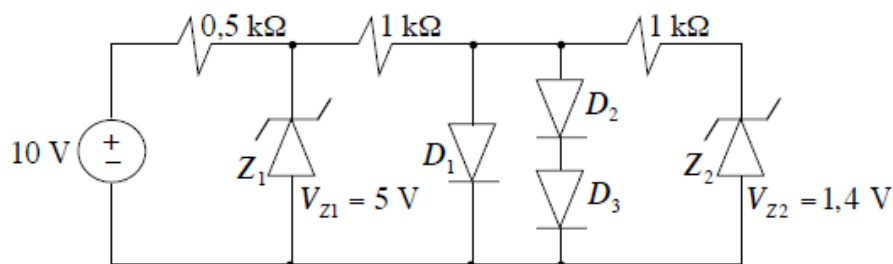 0,5 kΩ
1 kΩ
1 kΩ
10 V
+
−
Z1
VZ1 = 5 V
D1
D2
D3
Z2
VZ2 = 1,4 V